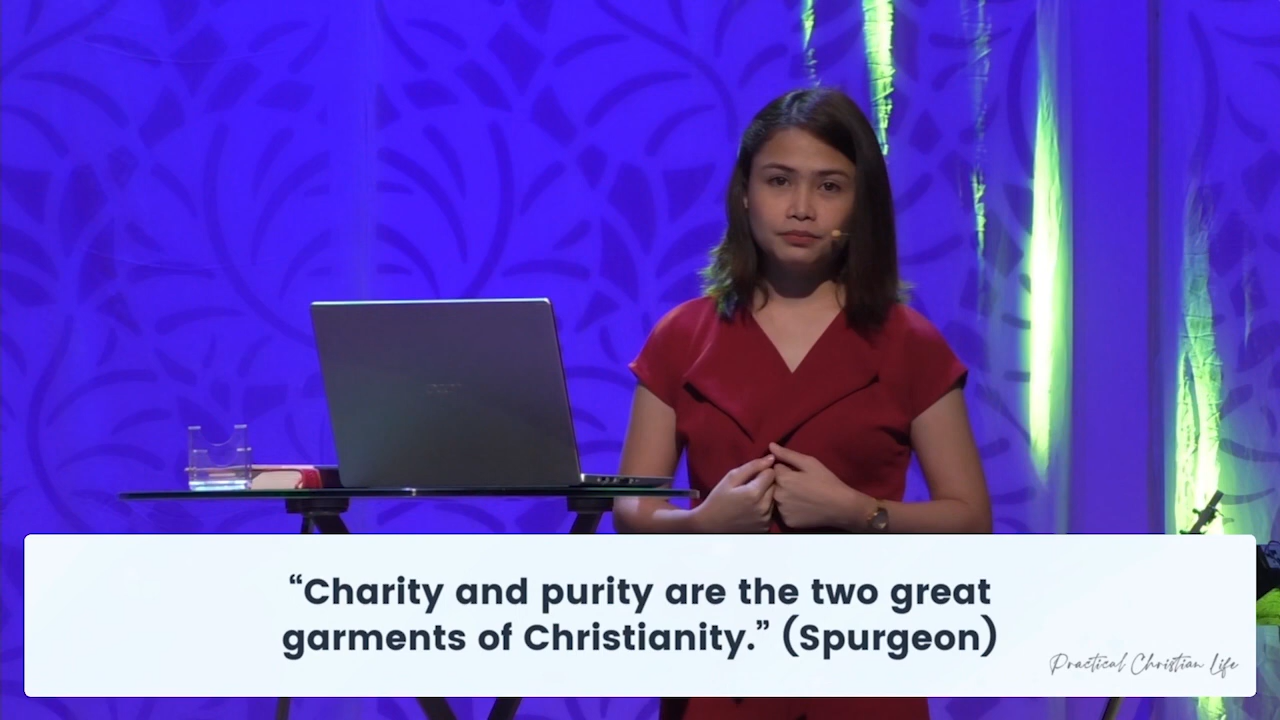 “Charity and purity are the two great
garments of Christianity.” (Spurgeon)
Practical Christian Life